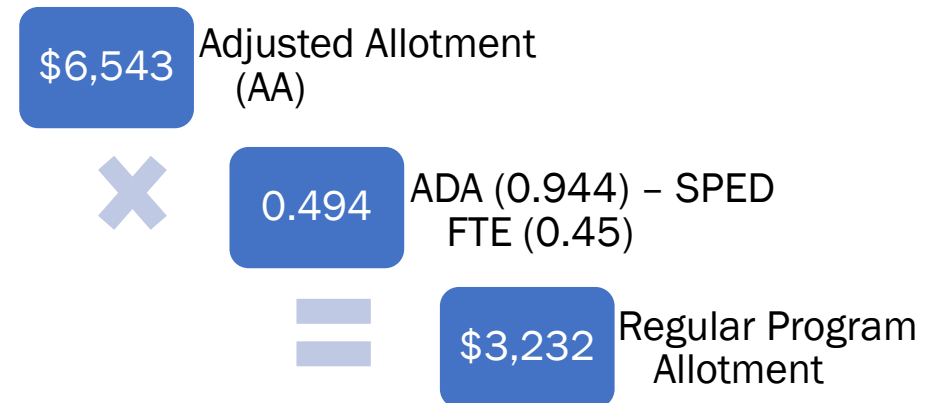 $6,543 Adjusted Allotment
(AA)
0.494 ADA (0.944) – SPED
FTE (0.45)
$3,232 Regular Program
Allotment